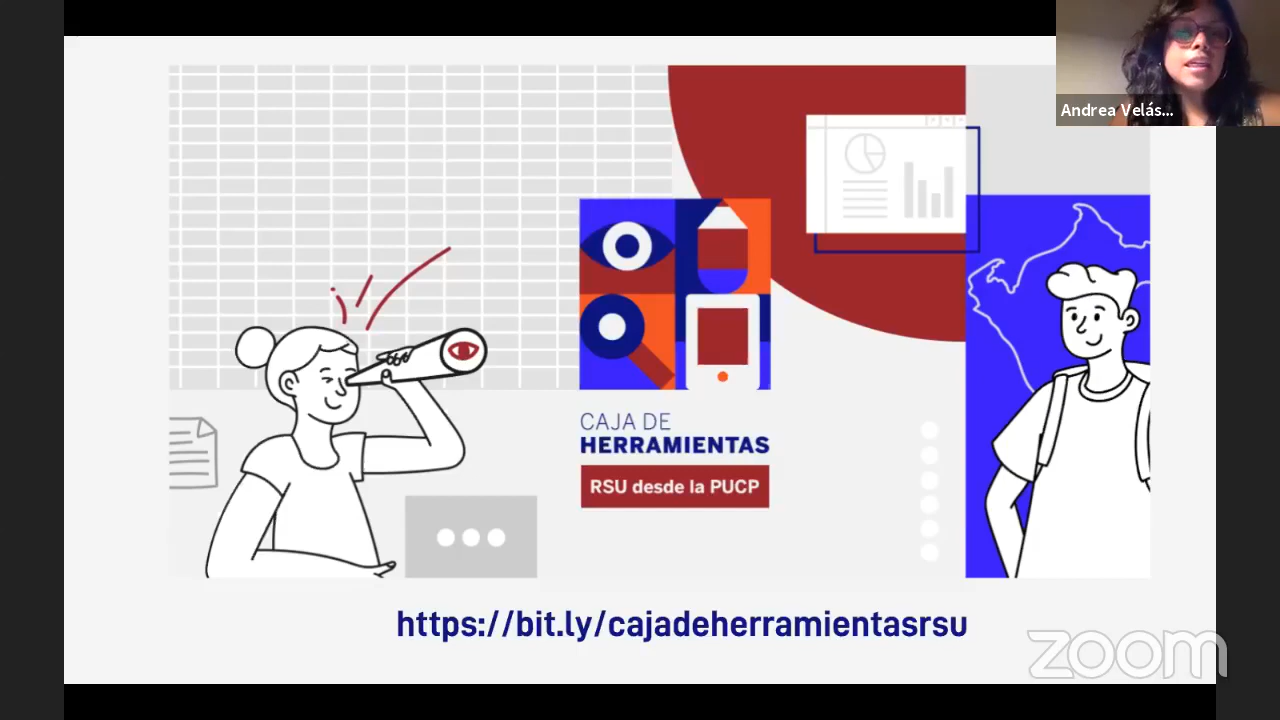 Andrea Velás...
CAJA DE
HERRAMIENTAS
RSU desde la PUCP
https://bit.ly/cajadeherramientasrsu
zoom